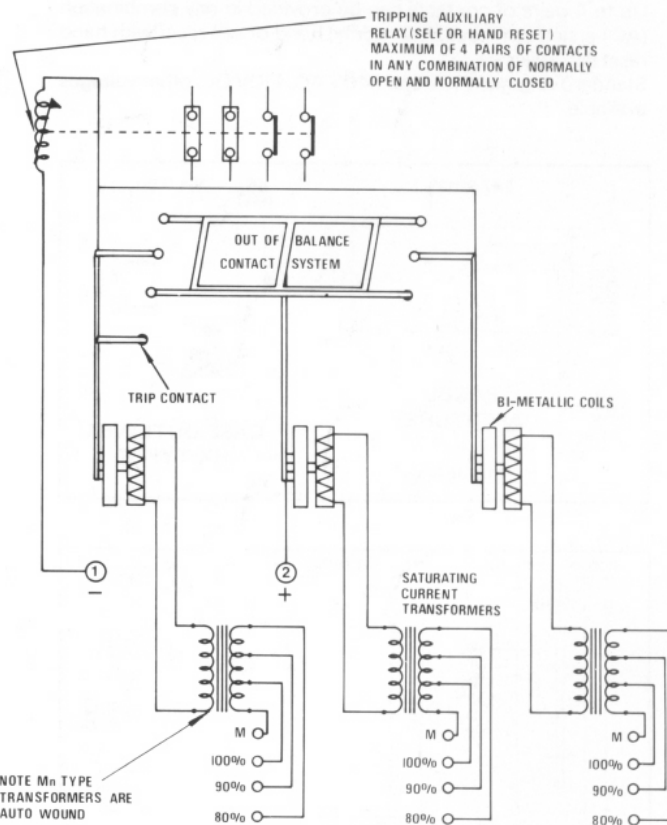 TRIPPING AUXILIARY
RELAY (SELF OR HAND RESET)
MAXIMUM OF 4 PAIRS OF CONTACTS
IN ANY COMBINATION OF NORMALLY
OPEN AND NORMALLY CLOSED
OUT OF BALANCE
CONTACT SYSTEM
TRIP CONTACT
BI-METALLIC COILS
1
−
2
+
SATURATING
CURRENT
TRANSFORMERS
M
100%
90%
80%
M
100%
90%
80%
M
100%
90%
80%
NOTE Mn TYPE
TRANSFORMERS ARE
AUTO WOUND